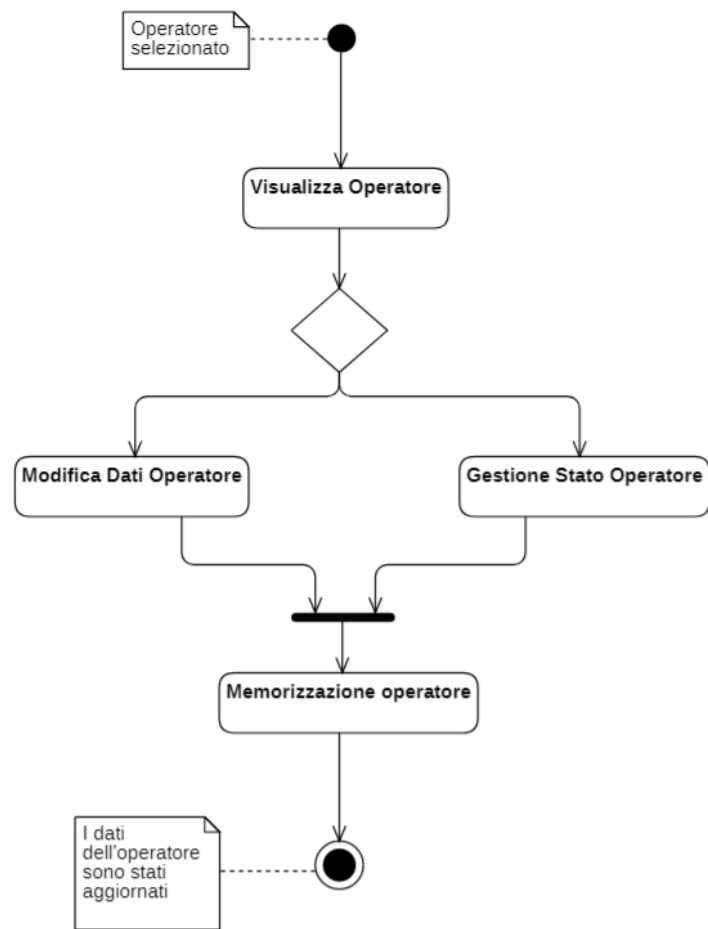 Operatore
selezionato
Visualizza Operatore
Modifica Dati Operatore
Gestione Stato Operatore
Memorizzazione operatore
I dati
dell'operatore
sono stati
aggiornati